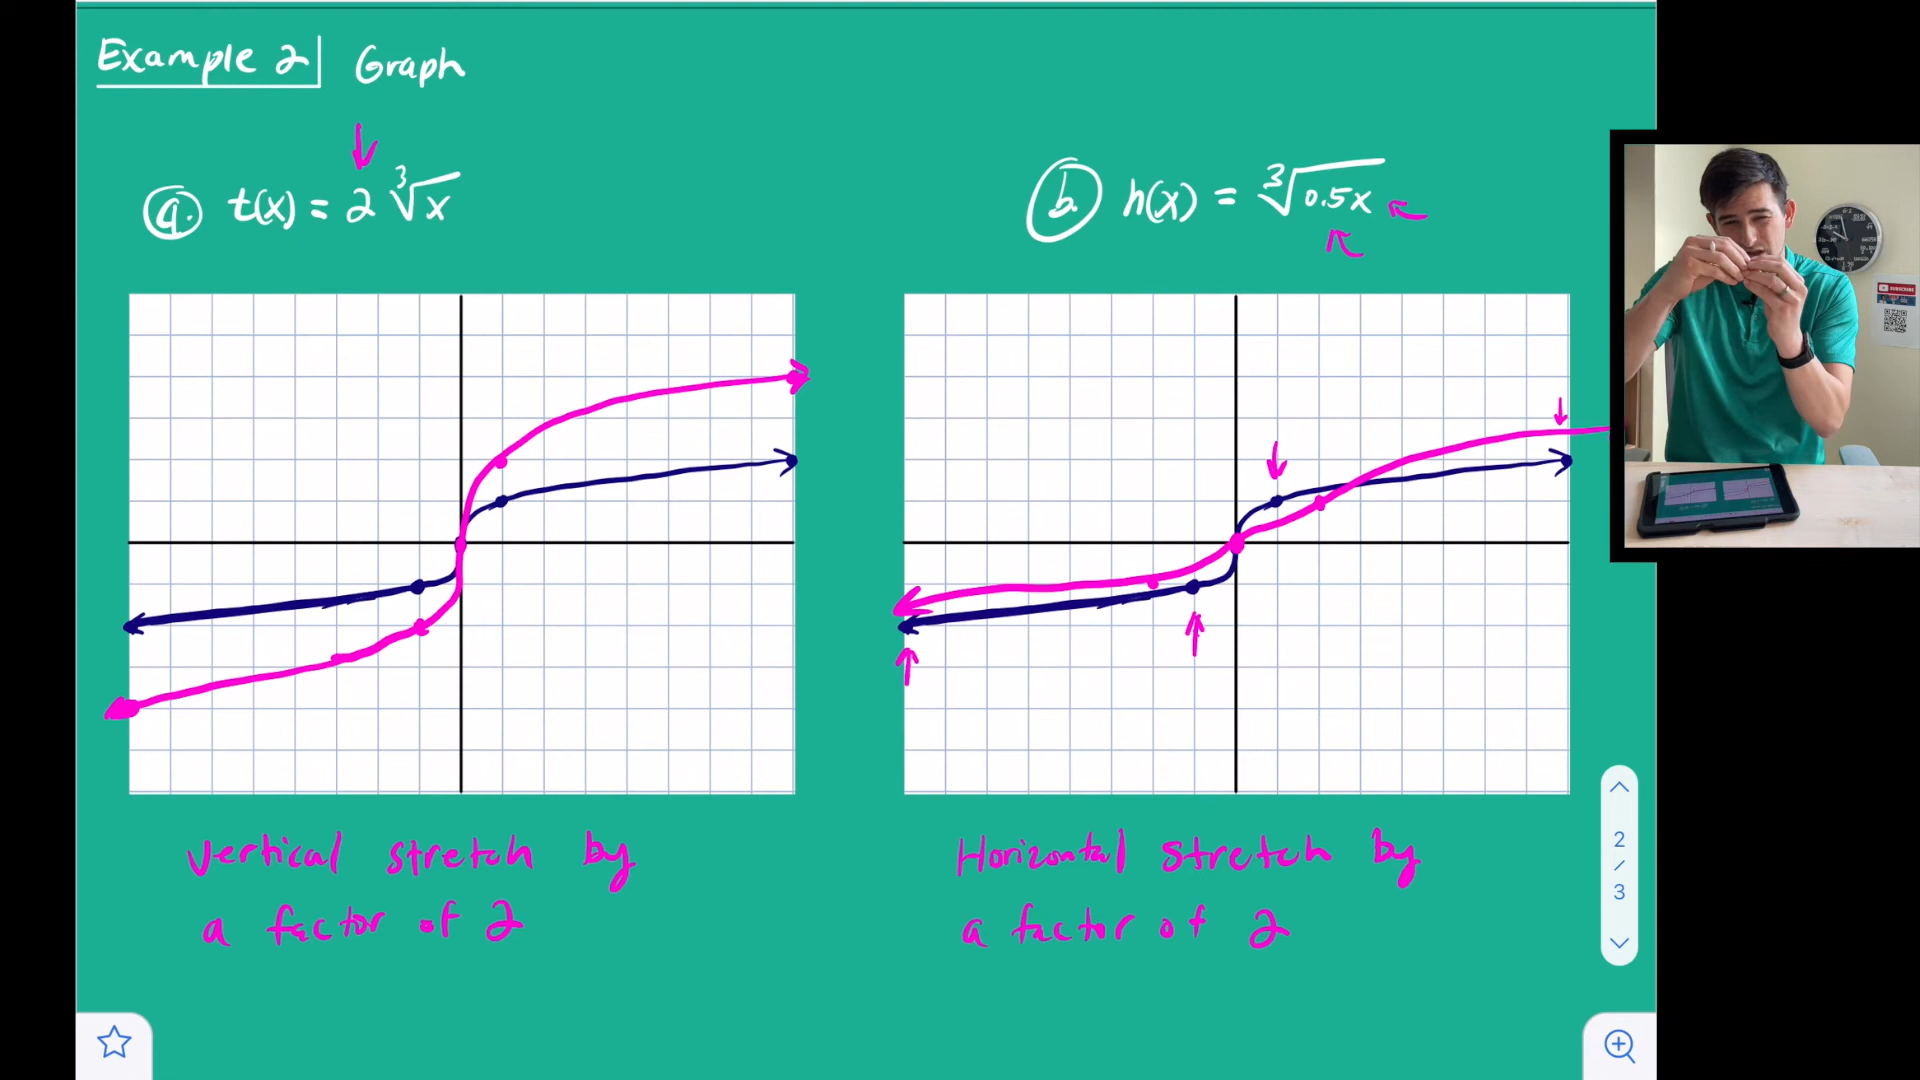 Example 2 Graph
a. t(x) = 2 ∛x
b. h(x) = ∛0.5x
SUBSCRIBE
Vertical stretch by
a factor of 2
Horizontal stretch by
a factor of 2
2
/
3